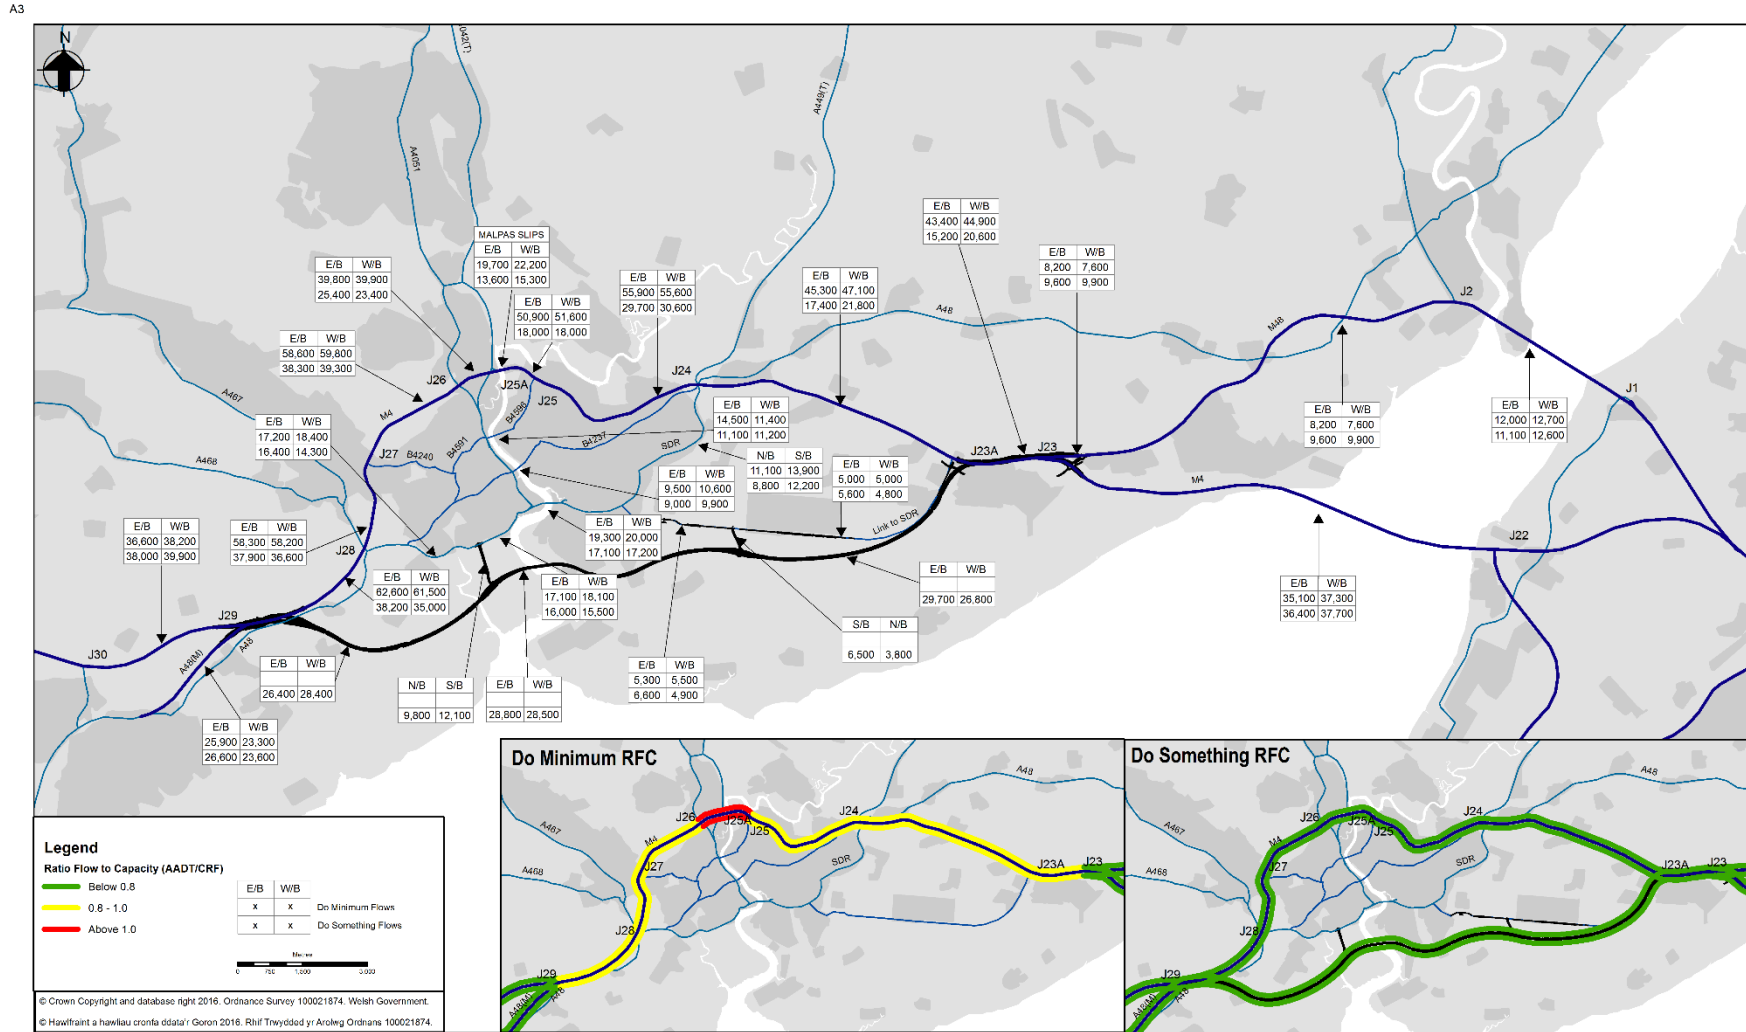 A3
N
A4051
A449(T)
A467
A468
A48
M48
M4
M4
B4240
B4591
B4596
B4237
SDR
Link to SDR
A48(M)
A48
J2
J1
J22
J23
J23A
J24
J25
J25A
J26
J27
J28
J29
J30
E/B W/B
43,400 44,900
15,200 20,600
MALPAS SLIPS
E/B W/B
19,700 22,200
13,600 15,300
E/B W/B
8,200 7,600
9,600 9,900
E/B W/B
39,800 39,900
25,400 23,400
E/B W/B
55,900 55,600
29,700 30,600
E/B W/B
45,300 47,100
17,400 21,800
E/B W/B
50,900 51,600
18,000 18,000
E/B W/B
58,600 59,800
38,300 39,300
E/B W/B
14,500 11,400
11,100 11,200
E/B W/B
8,200 7,600
9,600 9,900
E/B W/B
12,000 12,700
11,100 12,600
E/B W/B
17,200 18,400
16,400 14,300
N/B S/B
11,100 13,900
8,800 12,200
E/B W/B
5,000 5,000
5,600 4,800
E/B W/B
9,500 10,600
9,000 9,900
E/B W/B
36,600 38,200
38,000 39,900
E/B W/B
58,300 58,200
37,900 36,600
E/B W/B
19,300 20,000
17,100 17,200
E/B W/B
62,600 61,500
38,200 35,000
E/B W/B
17,100 18,100
16,000 15,500
E/B W/B
29,700 26,800
E/B W/B
35,100 37,300
36,400 37,700
S/B N/B
6,500 3,800
E/B W/B
26,400 28,400
E/B W/B
5,300 5,500
6,600 4,900
N/B S/B
9,800 12,100
E/B W/B
28,800 28,500
E/B W/B
25,900 23,300
26,600 23,600
Legend
Ratio Flow to Capacity (AADT/CRF)
Below 0.8
0.8 - 1.0
Above 1.0
E/B W/B
x x Do Minimum Flows
x x Do Something Flows
Metres
0 750 1,500 3,000
© Crown Copyright and database right 2016. Ordnance Survey 100021874. Welsh Government.
© Hawlfraint a hawliau cronfa ddata'r Goron 2016. Rhif Trwydded yr Arolwg Ordnans 100021874.
Do Minimum RFC
A48
A467
A468
M4
SDR
A48(M)
A48
J23
J23A
J24
J25
J25A
J26
J27
J28
J29
Do Something RFC
A48
A467
A468
M4
SDR
A48(M)
A48
J23
J23A
J24
J25
J25A
J26
J27
J28
J29